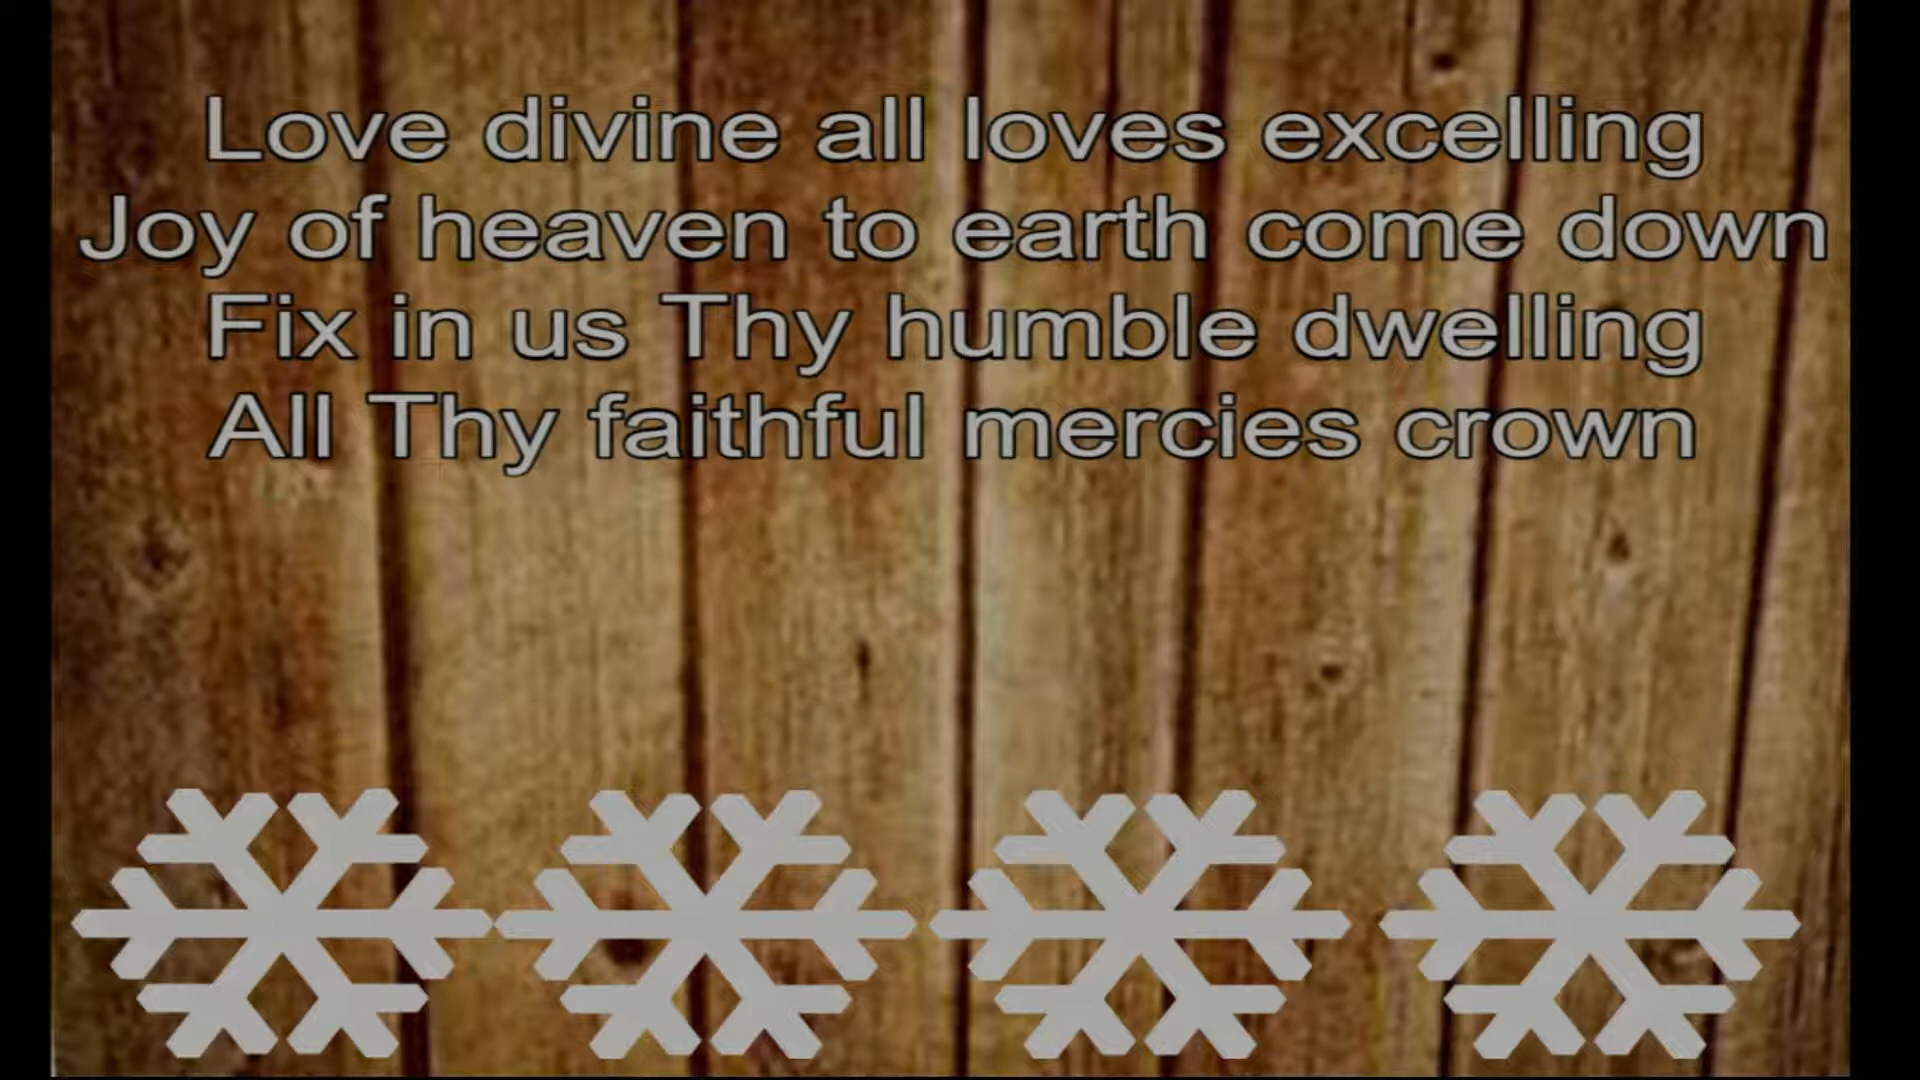 Love divine all loves excelling
Joy of heaven to earth come down
Fix in us Thy humble dwelling
All Thy faithful mercies crown